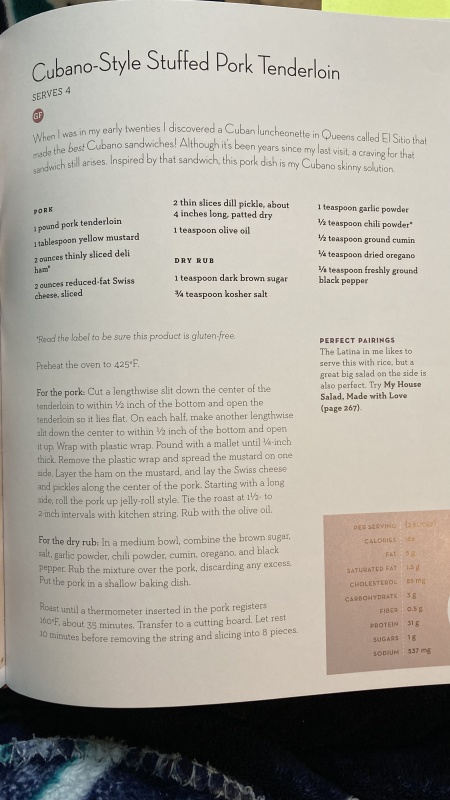 Cubano-Style Stuffed Pork Tenderloin
SERVES 4
GF
When I was in my early twenties I discovered a Cuban luncheonette in Queens called El Sitio that
made the best Cubano sandwiches! Although it's been years since my last visit, a craving for that
sandwich still arises. Inspired by that sandwich, this pork dish is my Cubano skinny solution.
PORK
1 pound pork tenderloin
1 tablespoon yellow mustard
2 ounces thinly sliced deli
ham*
2 ounces reduced-fat Swiss
cheese, sliced
2 thin slices dill pickle, about
4 inches long, patted dry
1 teaspoon olive oil
DRY RUB
1 teaspoon dark brown sugar
¾ teaspoon kosher salt
1 teaspoon garlic powder
½ teaspoon chili powder*
½ teaspoon ground cumin
¼ teaspoon dried oregano
⅛ teaspoon freshly ground
black pepper
*Read the label to be sure this product is gluten-free.
Preheat the oven to 425°F.
For the pork: Cut a lengthwise slit down the center of the
tenderloin to within ½ inch of the bottom and open the
tenderloin so it lies flat. On each half, make another lengthwise
slit down the center to within ½ inch of the bottom and open
it up. Wrap with plastic wrap. Pound with a mallet until ¼-inch
thick. Remove the plastic wrap and spread the mustard on one
side. Layer the ham on the mustard, and lay the Swiss cheese
and pickles along the center of the pork. Starting with a long
side, roll the pork up jelly-roll style. Tie the roast at 1½- to
2-inch intervals with kitchen string. Rub with the olive oil.
For the dry rub: In a medium bowl, combine the brown sugar,
salt, garlic powder, chili powder, cumin, oregano, and black
pepper. Rub the mixture over the pork, discarding any excess.
Put the pork in a shallow baking dish.
Roast until a thermometer inserted in the pork registers
160°F, about 35 minutes. Transfer to a cutting board. Let rest
10 minutes before removing the string and slicing into 8 pieces.
PERFECT PAIRINGS
The Latina in me likes to
serve this with rice, but a
great big salad on the side is
also perfect. Try My House
Salad, Made with Love
(page 267).
PER SERVING
CALORIES
FAT
SATURATED FAT 1.5 g
CHOLESTEROL
CARBOHYDRATE 3 g
FIBER 0.5 g
PROTEIN 31 g
SUGARS 1 g
SODIUM 337 mg